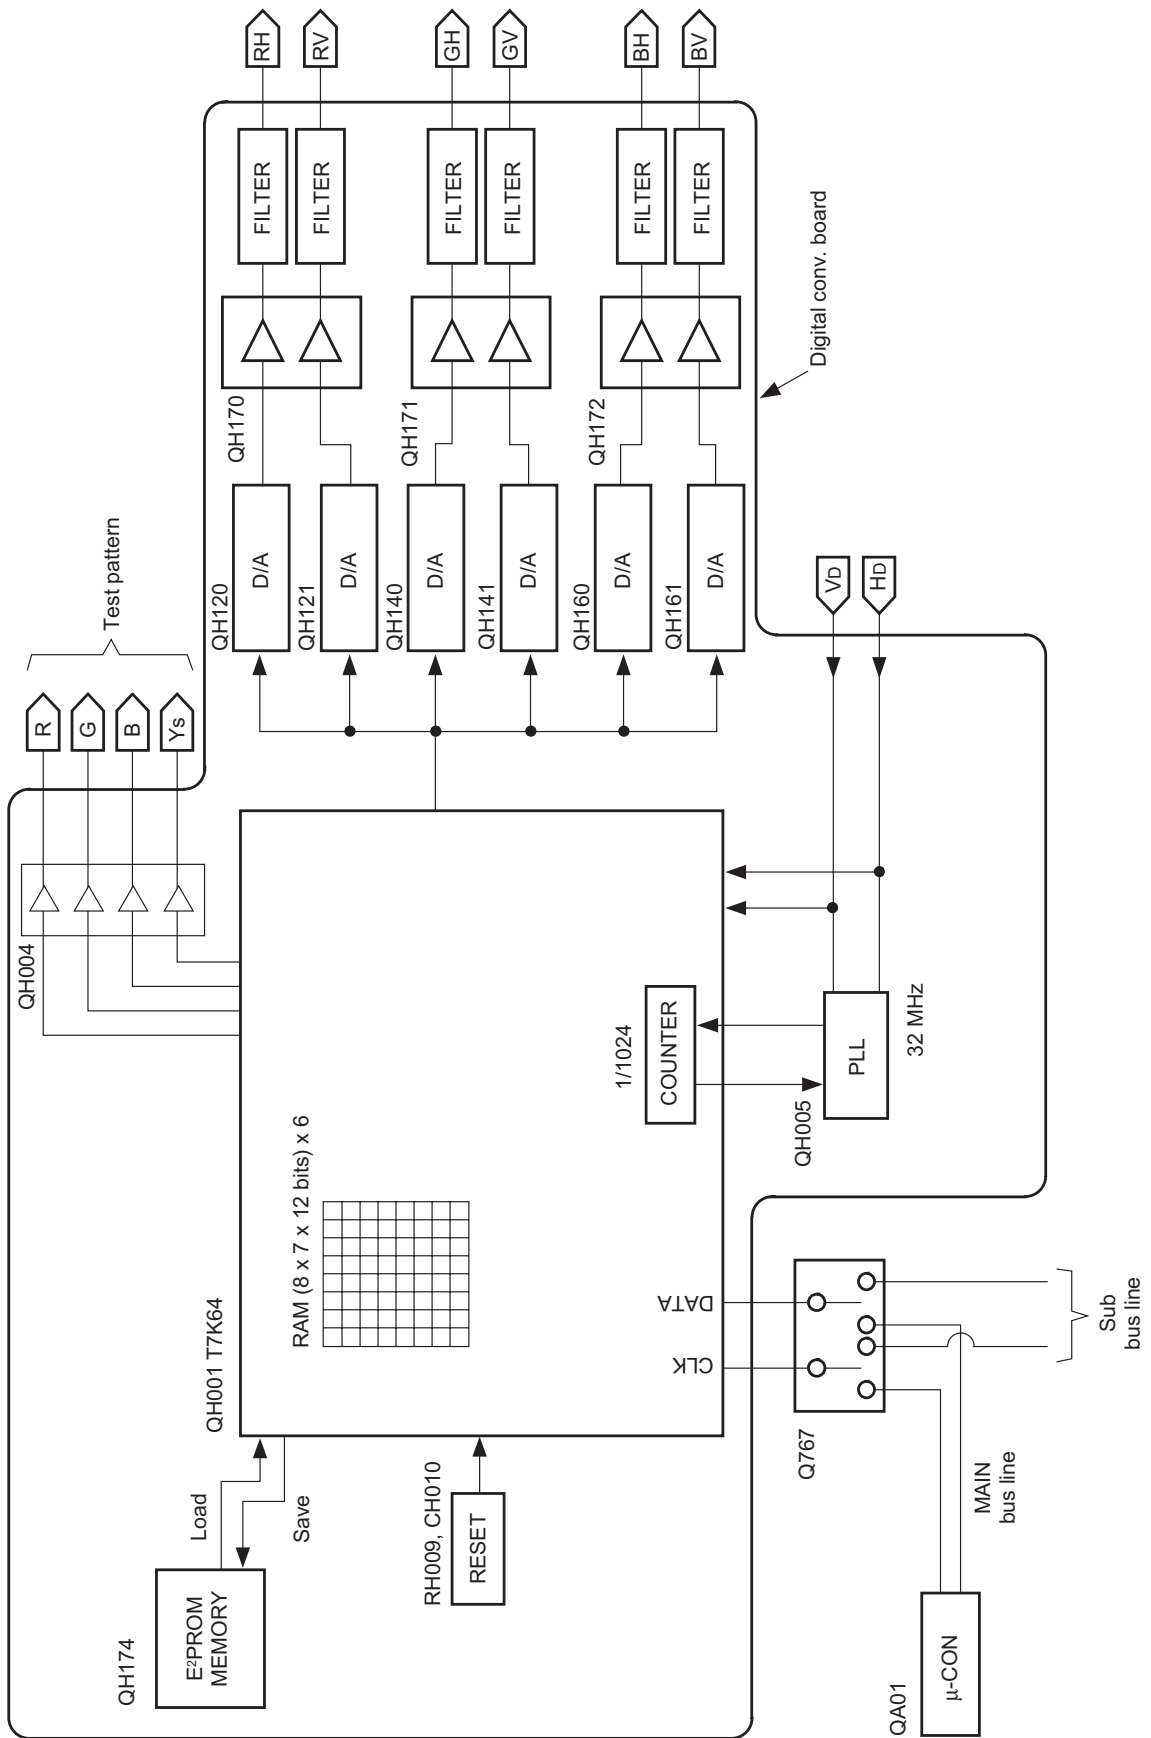 RH
RV
GH
GV
BH
BV
FILTER
FILTER
FILTER
FILTER
FILTER
FILTER
Digital conv. board
QH170
QH171
QH172
Test pattern
R
G
B
Ys
QH120
D/A
QH121
D/A
QH140
D/A
QH141
D/A
QH160
D/A
QH161
D/A
VD
HD
QH004
QH001 T7K64
RAM (8 x 7 x 12 bits) x 6
1/1024
COUNTER
QH005
PLL
32 MHz
DATA
CLK
Load
Save
QH174
E²PROM
MEMORY
RH009, CH010
RESET
Q767
Sub
bus line
MAIN
bus line
QA01
μ-CON